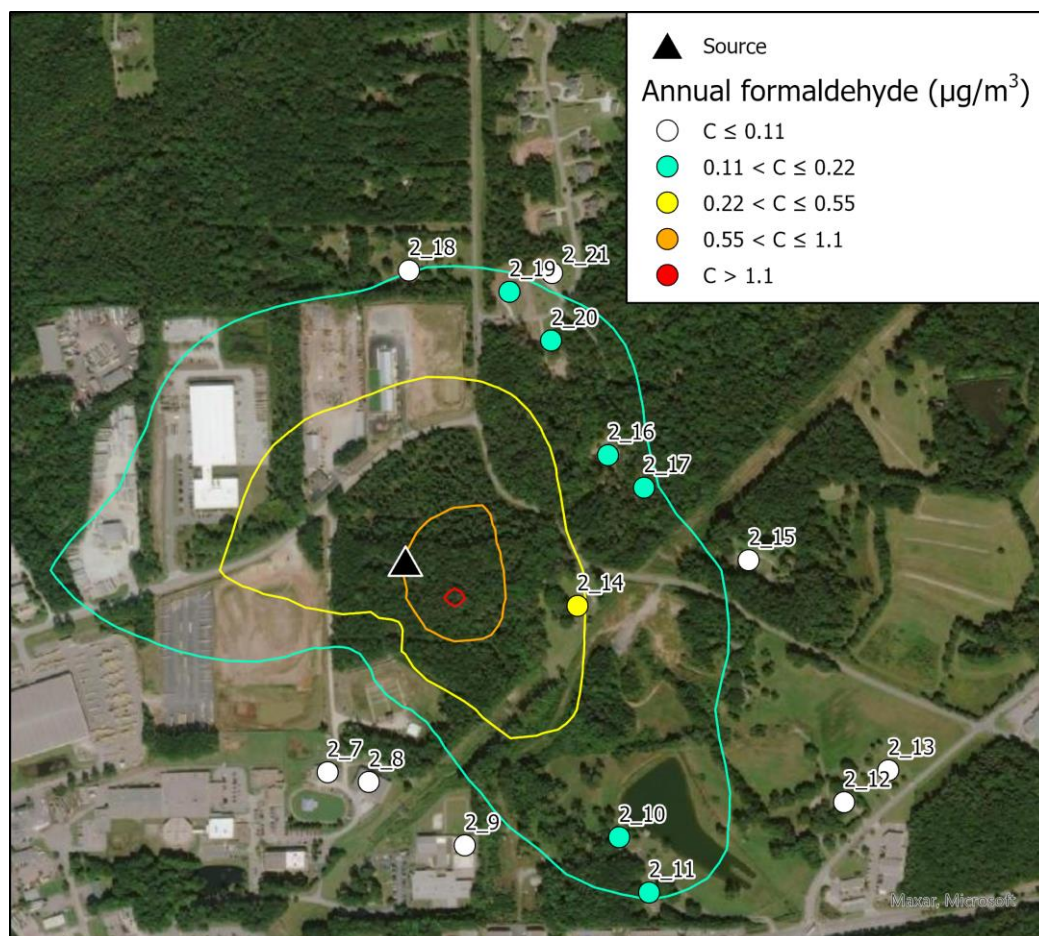 Source
Annual formaldehyde (µg/m³)
C ≤ 0.11
0.11 < C ≤ 0.22
0.22 < C ≤ 0.55
0.55 < C ≤ 1.1
C > 1.1
2_18
2_19
2_21
2_20
2_16
2_17
2_15
2_14
2_7
2_8
2_13
2_12
2_9
2_10
2_11
Maxar, Microsoft